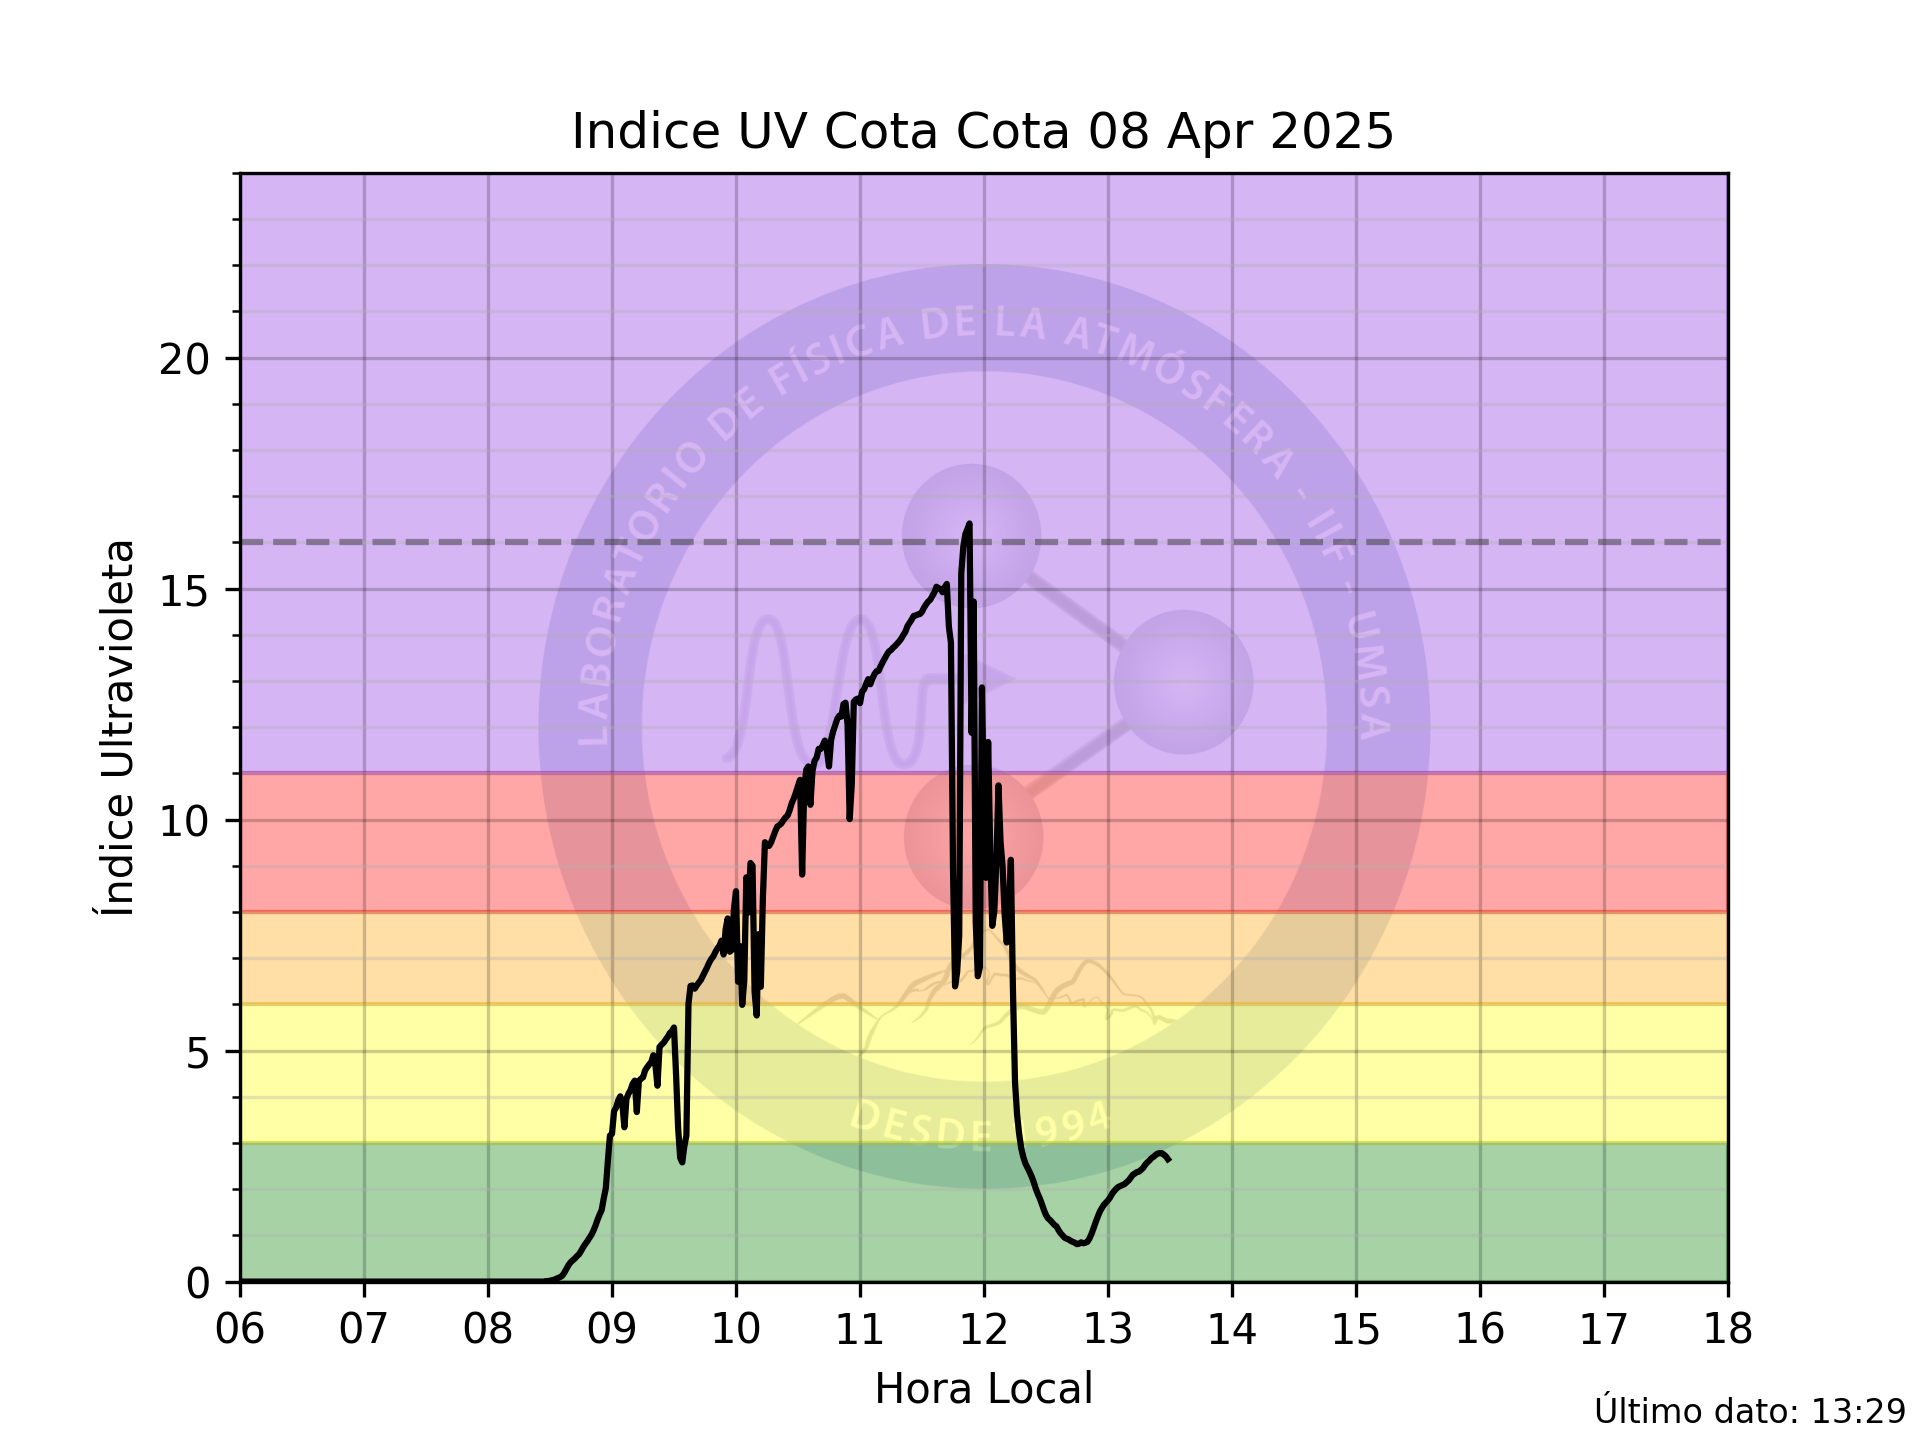 Indice UV Cota Cota 08 Apr 2025
LABORATORIO DE FÍSICA DE LA ATMÓSFERA - IIF - UMSA
DESDE 1994
Índice Ultravioleta
20
15
10
5
0
06 07 08 09 10 11 12 13 14 15 16 17 18
Hora Local
Último dato: 13:29